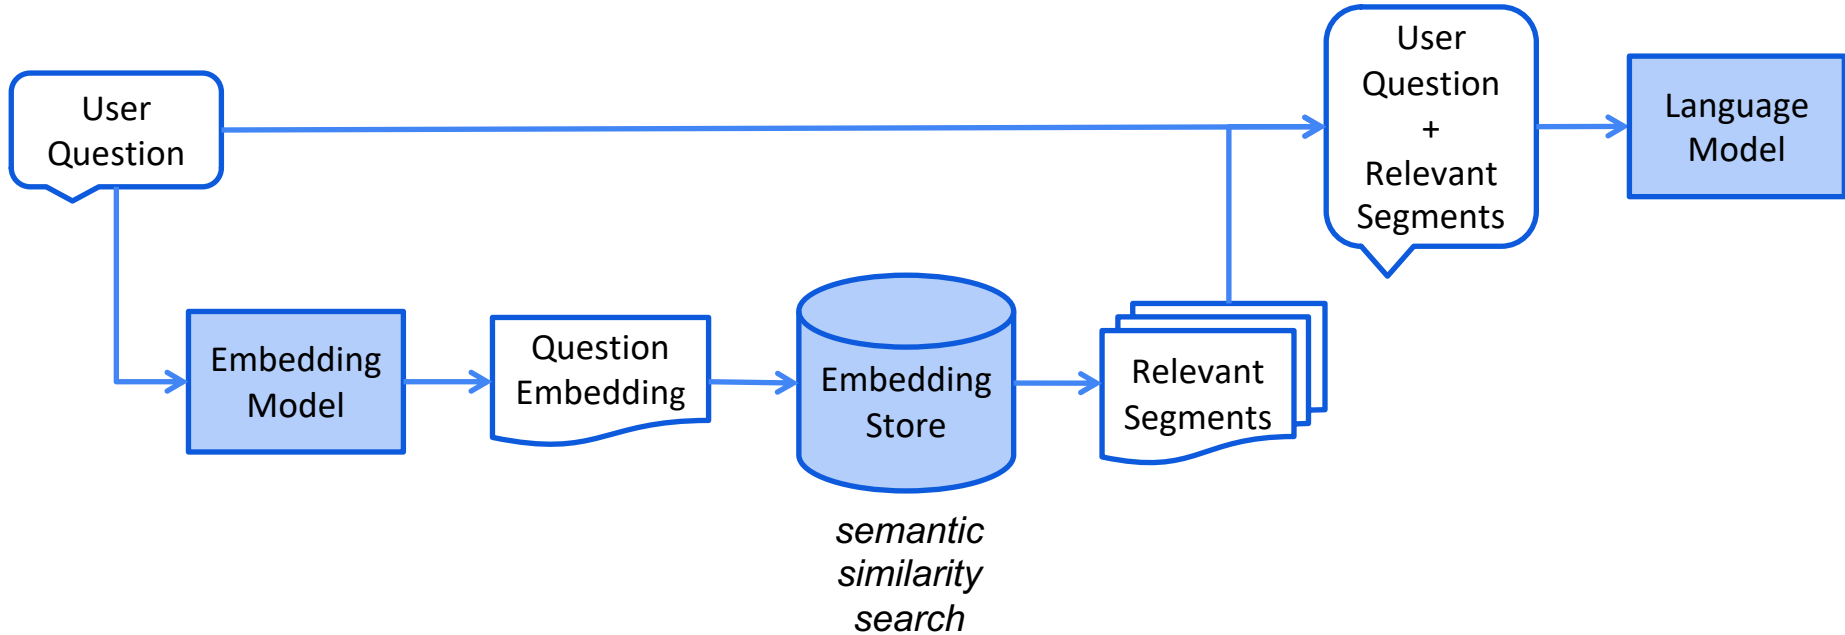 User
Question
Embedding
Model
Question
Embedding
Embedding
Store
semantic
similarity
search
Relevant
Segments
User
Question
+
Relevant
Segments
Language
Model